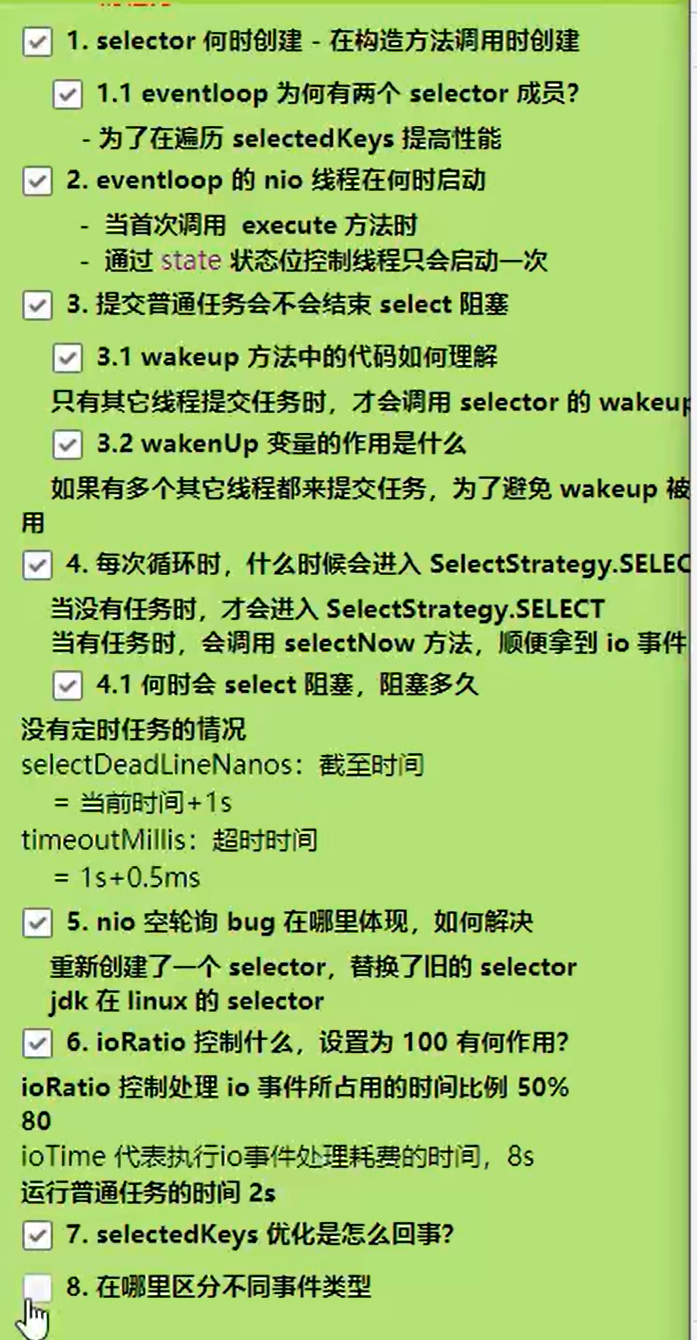 1. selector 何时创建 - 在构造方法调用时创建
1.1 eventloop 为何有两个 selector 成员?
- 为了在遍历 selectedKeys 提高性能
2. eventloop 的 nio 线程在何时启动
- 当首次调用 execute 方法时
- 通过 state 状态位控制线程只会启动一次
3. 提交普通任务会不会结束 select 阻塞
3.1 wakeup 方法中的代码如何理解
只有其它线程提交任务时，才会调用 selector 的 wakeup
3.2 wakenUp 变量的作用是什么
如果有多个其它线程都来提交任务，为了避免 wakeup 被
用
4. 每次循环时，什么时候会进入 SelectStrategy.SELEC
当没有任务时，才会进入 SelectStrategy.SELECT
当有任务时，会调用 selectNow 方法，顺便拿到 io 事件
4.1 何时会 select 阻塞，阻塞多久
没有定时任务的情况
selectDeadLineNanos：截至时间
= 当前时间+1s
timeoutMillis：超时时间
= 1s+0.5ms
5. nio 空轮询 bug 在哪里体现，如何解决
重新创建了一个 selector，替换了旧的 selector
jdk 在 linux 的 selector
6. ioRatio 控制什么，设置为 100 有何作用?
ioRatio 控制处理 io 事件所占用的时间比例 50%
80
ioTime 代表执行io事件处理耗费的时间，8s
运行普通任务的时间 2s
7. selectedKeys 优化是怎么回事?
8. 在哪里区分不同事件类型